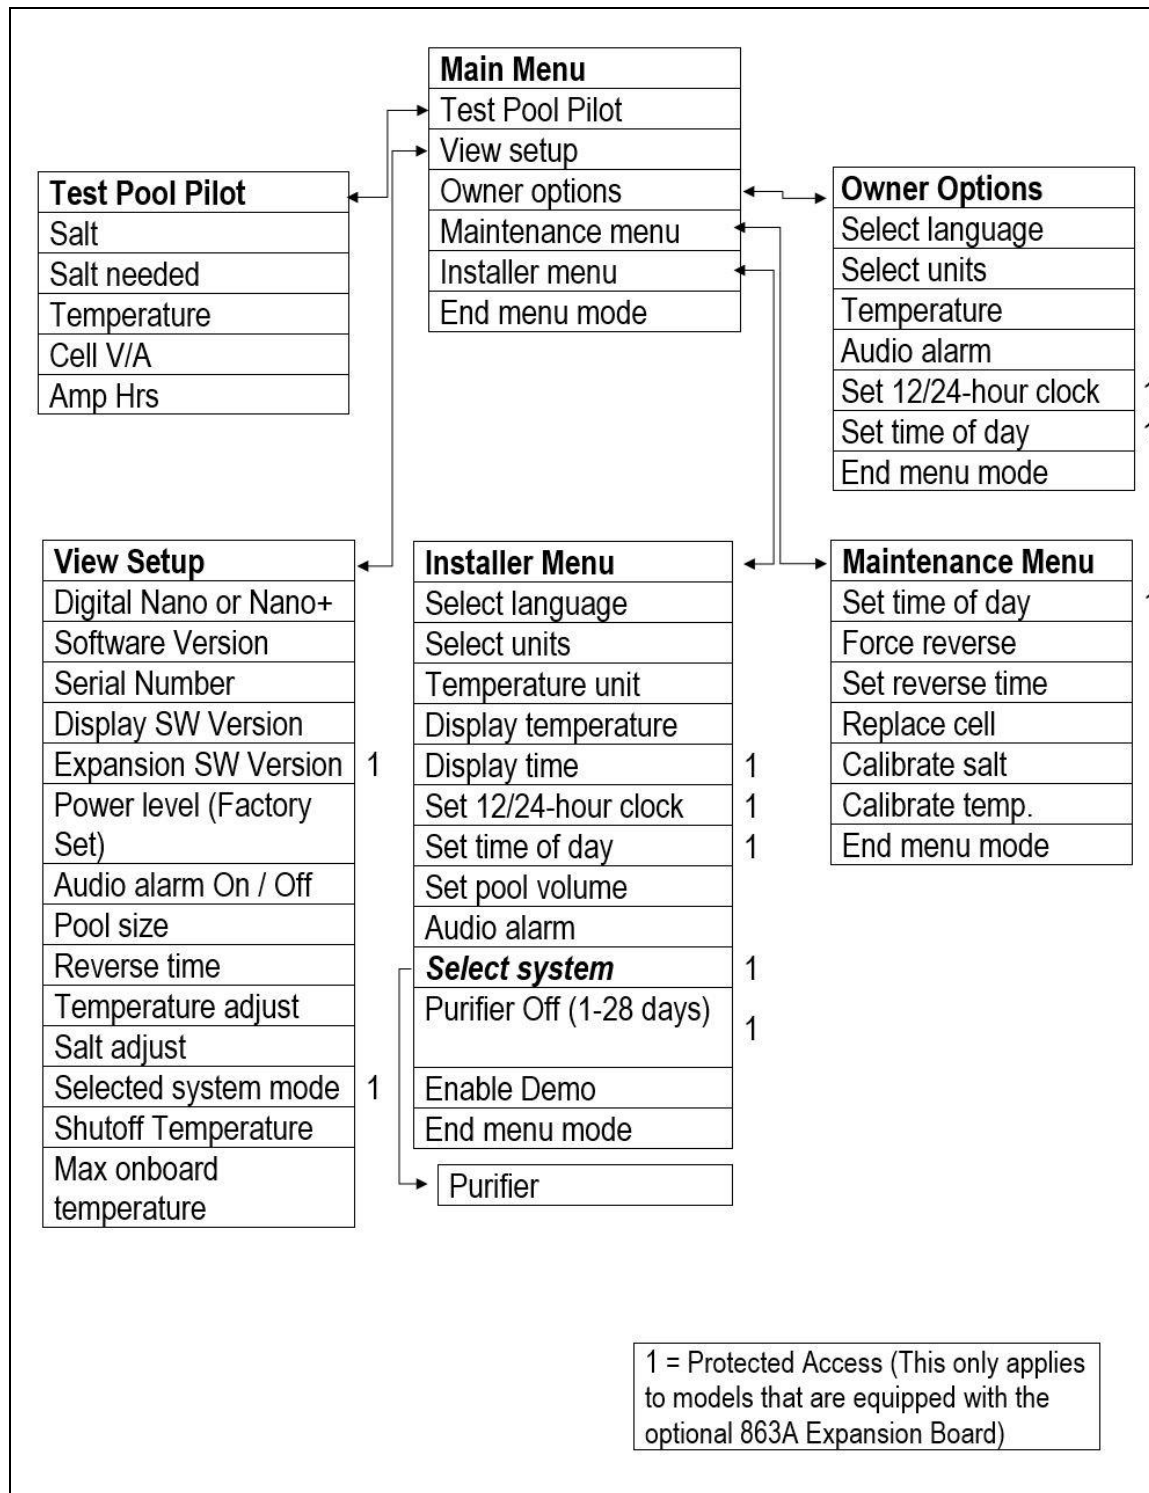 Main Menu
Test Pool Pilot
View setup
Owner options
Maintenance menu
Installer menu
End menu mode
Test Pool Pilot
Salt
Salt needed
Temperature
Cell V/A
Amp Hrs
Owner Options
Select language
Select units
Temperature
Audio alarm
Set 12/24-hour clock 1
Set time of day 1
End menu mode
View Setup
Digital Nano or Nano+
Software Version
Serial Number
Display SW Version
Expansion SW Version 1
Power level (Factory
Set)
Audio alarm On / Off
Pool size
Reverse time
Temperature adjust
Salt adjust
Selected system mode 1
Shutoff Temperature
Max onboard
temperature
Installer Menu
Select language
Select units
Temperature unit
Display temperature
Display time 1
Set 12/24-hour clock 1
Set time of day 1
Set pool volume
Audio alarm
Select system 1
Purifier Off (1-28 days) 1
Enable Demo
End menu mode
Purifier
Maintenance Menu
Set time of day 1
Force reverse
Set reverse time
Replace cell
Calibrate salt
Calibrate temp.
End menu mode
1 = Protected Access (This only applies
to models that are equipped with the
optional 863A Expansion Board)